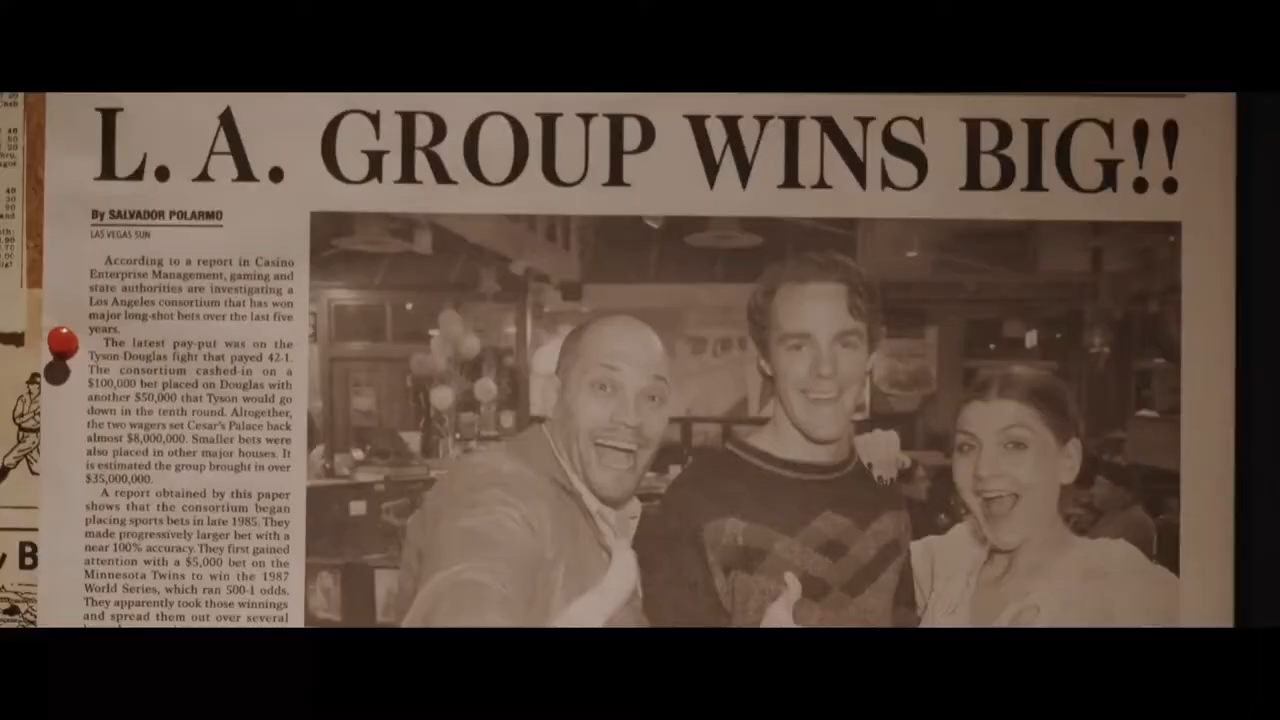 L. A. GROUP WINS BIG!!
By SALVADOR POLARMO
LAS VEGAS SUN
According to a report in Casino
Enterprise Management, gaming and
state authorities are investigating a
Los Angeles consortium that has won
major long-shot bets over the last five
years.
The latest pay-put was on the
Tyson-Douglas fight that payed 42-1.
The consortium cashed-in on a
$100,000 bet placed on Douglas with
another $50,000 that Tyson would go
down in the tenth round. Altogether,
the two wagers set Cesar's Palace back
almost $8,000,000. Smaller bets were
also placed in other major houses. It
is estimated the group brought in over
$35,000,000.
A report obtained by this paper
shows that the consortium began
placing sports bets in late 1985. They
made progressively larger bet with a
near 100% accuracy. They first gained
attention with a $5,000 bet on the
Minnesota Twins to win the 1987
World Series, which ran 500-1 odds.
They apparently took those winnings
and spread them out over several
B